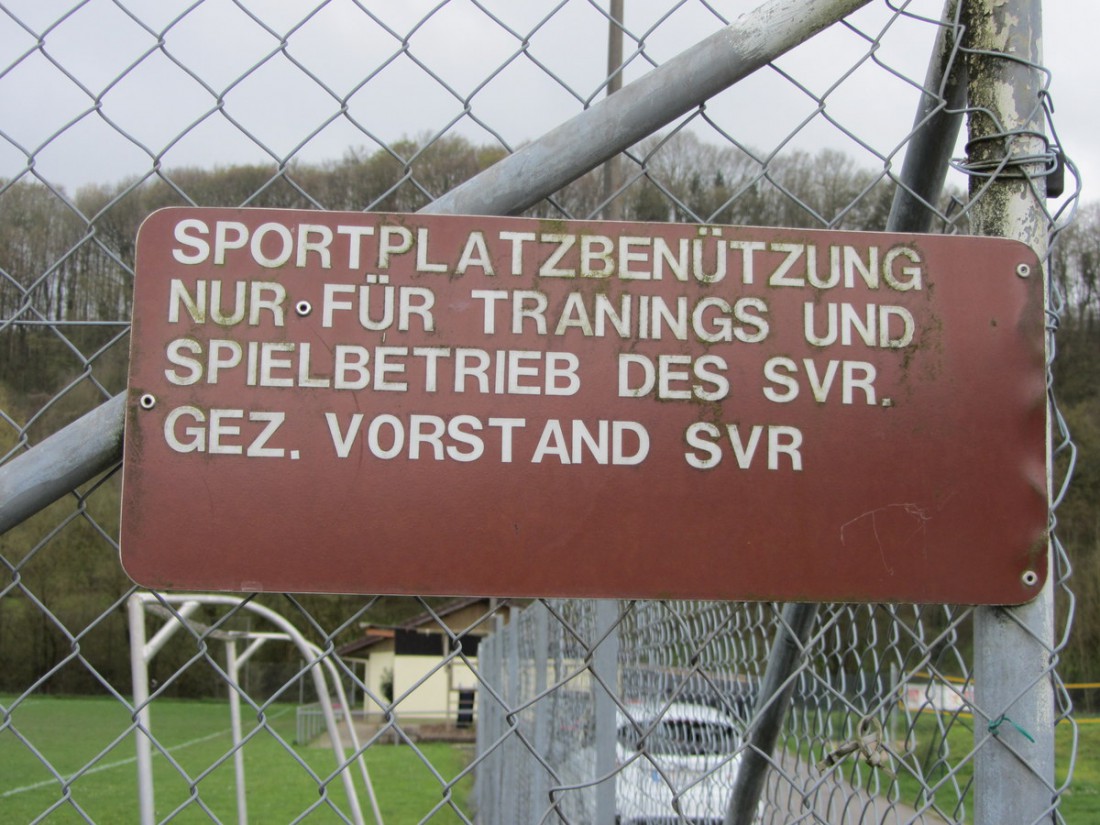 SPORTPLATZBENÜTZUNG
NUR FÜR TRANINGS UND
SPIELBETRIEB DES SVR.
GEZ. VORSTAND SVR